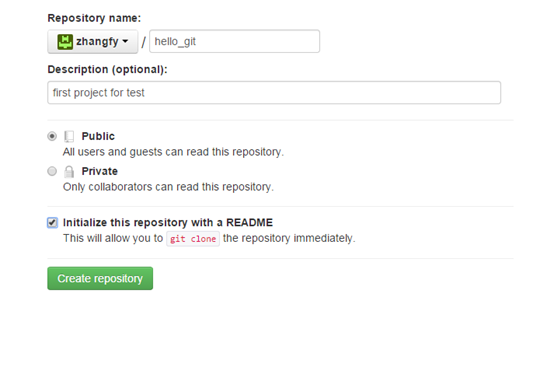 Repository name:
zhangfy / hello_git
Description (optional):
first project for test
Public
All users and guests can read this repository.
Private
Only collaborators can read this repository.
Initialize this repository with a README
This will allow you to git clone the repository immediately.
Create repository